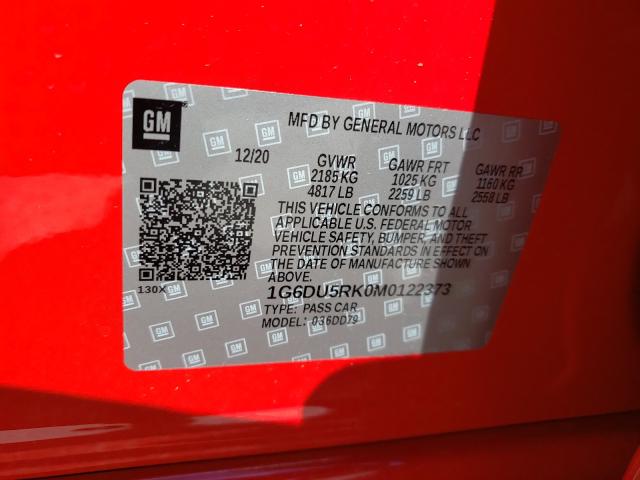 GM
MFD BY GENERAL MOTORS LLC
12/20
GVWR GAWR FRT GAWR RR
2185 KG 1025 KG 1160 KG
4817 LB 2259 LB 2558 LB
THIS VEHICLE CONFORMS TO ALL
APPLICABLE U.S. FEDERAL MOTOR
VEHICLE SAFETY, BUMPER, AND THEFT
PREVENTION STANDARDS IN EFFECT ON
THE DATE OF MANUFACTURE SHOWN
ABOVE.
130X
1G6DU5RK0M0122373
TYPE: PASS CAR
MODEL: 036DD79